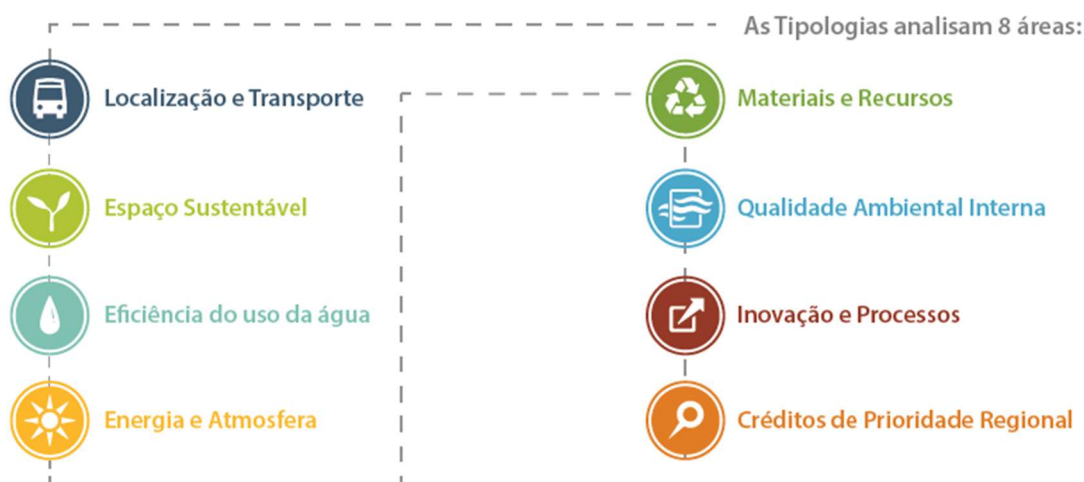 As Tipologias analisam 8 áreas:
Localização e Transporte
Espaço Sustentável
Eficiência do uso da água
Energia e Atmosfera
Materiais e Recursos
Qualidade Ambiental Interna
Inovação e Processos
Créditos de Prioridade Regional